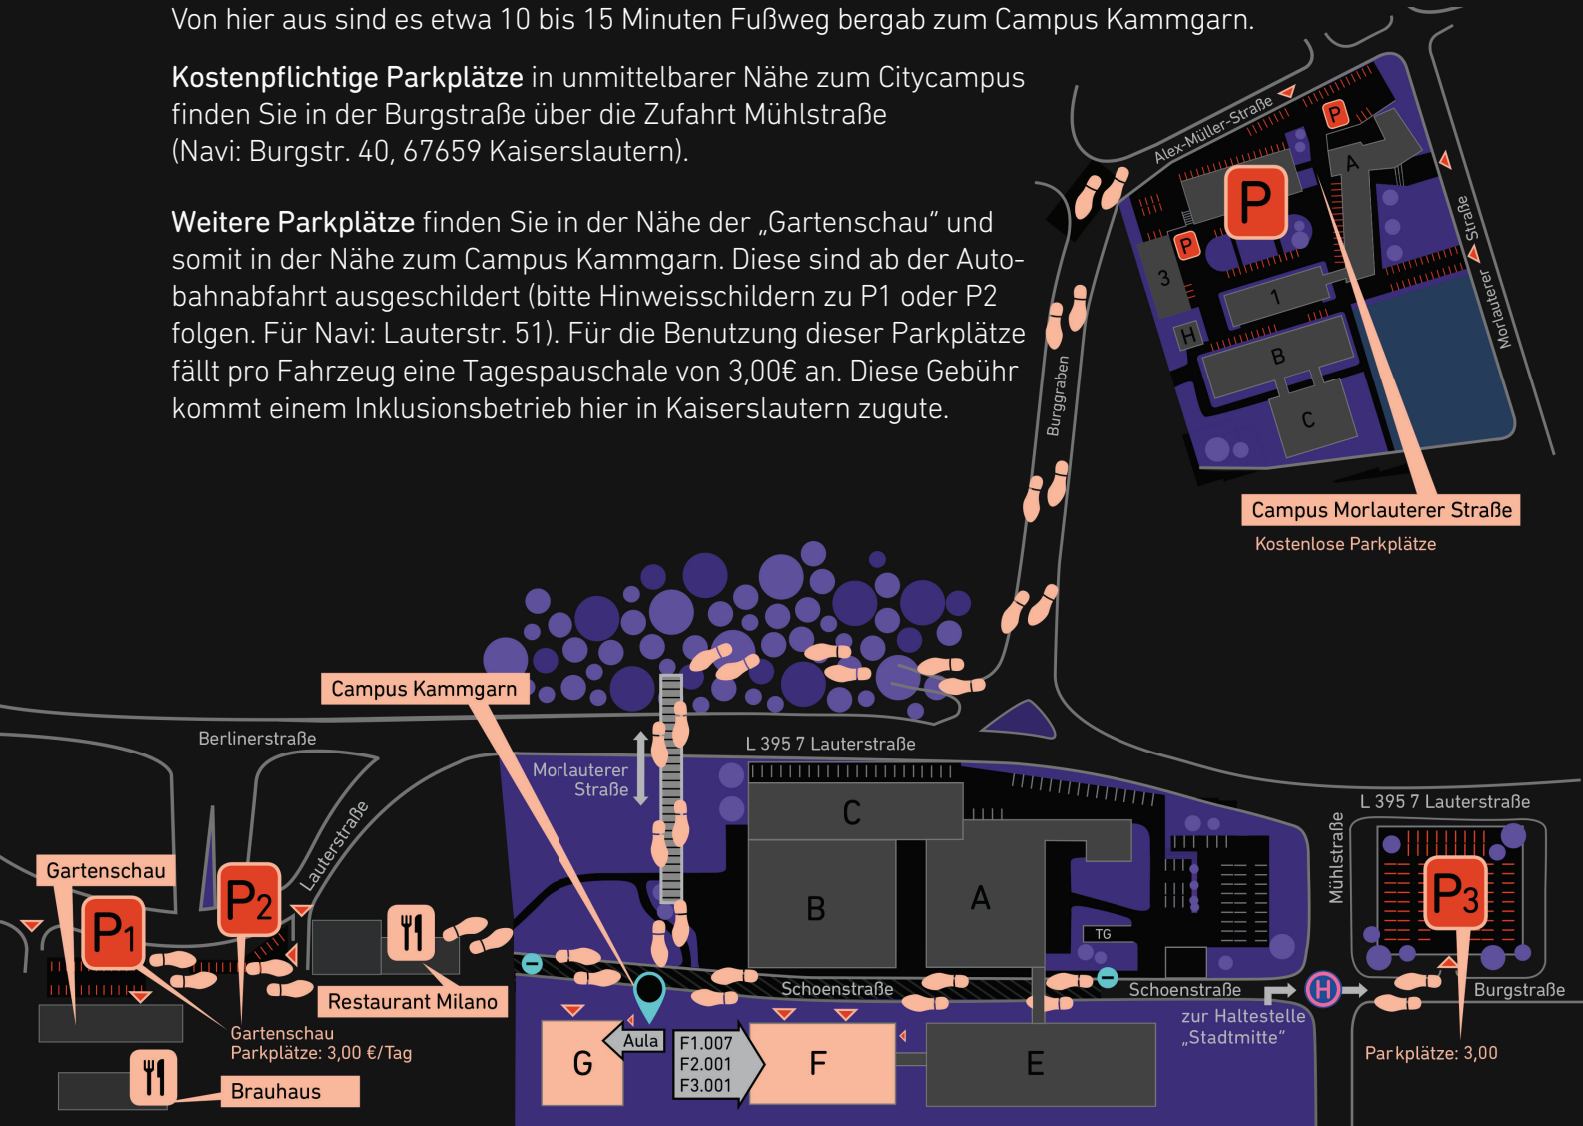 Von hier aus sind es etwa 10 bis 15 Minuten Fußweg bergab zum Campus Kammgarn.
Kostenpflichtige Parkplätze in unmittelbarer Nähe zum Citycampus
finden Sie in der Burgstraße über die Zufahrt Mühlstraße
(Navi: Burgstr. 40, 67659 Kaiserslautern).
Weitere Parkplätze finden Sie in der Nähe der „Gartenschau“ und
somit in der Nähe zum Campus Kammgarn. Diese sind ab der Auto-
bahnabfahrt ausgeschildert (bitte Hinweisschildern zu P1 oder P2
folgen. Für Navi: Lauterstr. 51). Für die Benutzung dieser Parkplätze
fällt pro Fahrzeug eine Tagespauschale von 3,00€ an. Diese Gebühr
kommt einem Inklusionsbetrieb hier in Kaiserslautern zugute.
Alex-Müller-Straße
P
A
P
P
3
1
H
B
C
Morlauterer Straße
Burggraben
Campus Morlauterer Straße
Kostenlose Parkplätze
Campus Kammgarn
Berlinerstraße
L 395 7 Lauterstraße
Morlauterer
Straße
C
B
A
TG
L 395 7 Lauterstraße
Mühlstraße
P3
Lauterstraße
Gartenschau
P1
P2
Restaurant Milano
Schoenstraße
Schoenstraße
H
Burgstraße
zur Haltestelle
„Stadtmitte“
Parkplätze: 3,00
Gartenschau
Parkplätze: 3,00 €/Tag
Brauhaus
G
Aula
F1.007
F2.001
F3.001
F
E